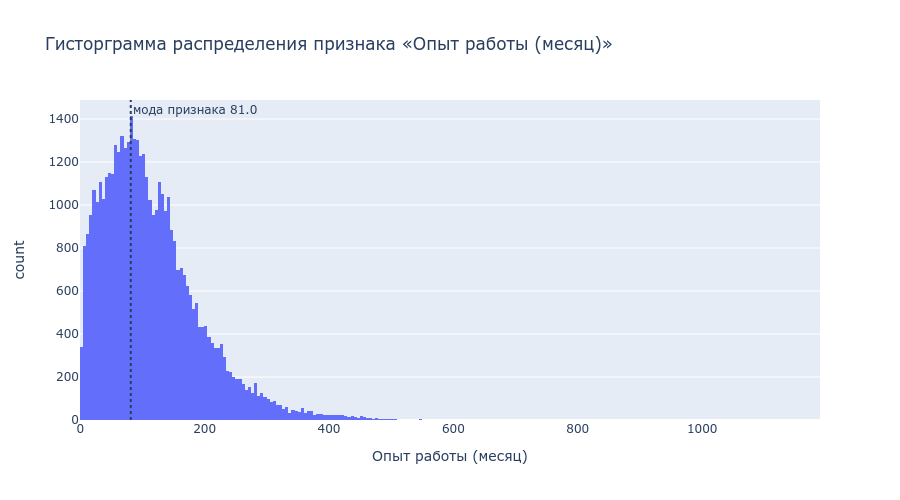 Гисторграмма распределения признака «Опыт работы (месяц)»
мода признака 81.0
1400
1200
1000
800
600
400
200
0
count
0 200 400 600 800 1000
Опыт работы (месяц)